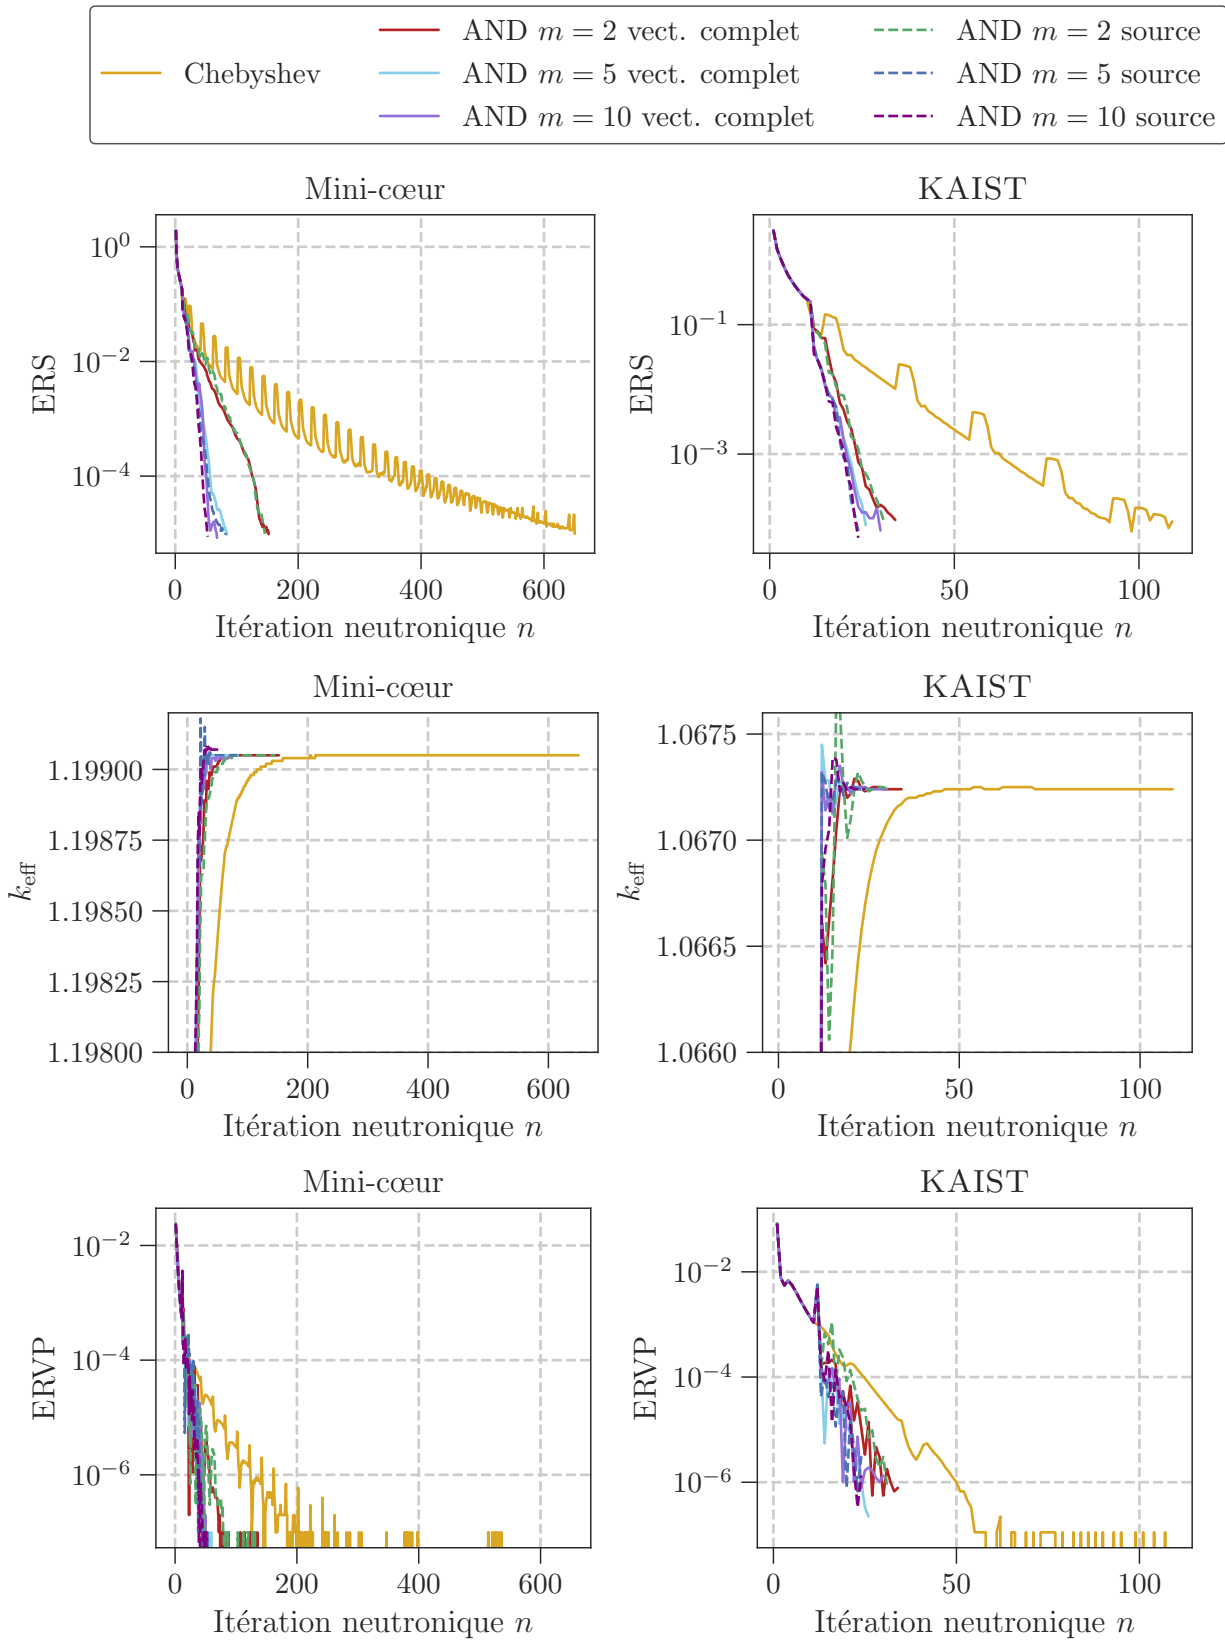 Chebyshev
AND m = 2 vect. complet
AND m = 5 vect. complet
AND m = 10 vect. complet
AND m = 2 source
AND m = 5 source
AND m = 10 source
Mini-cœur
10^0
10^{-2}
10^{-4}
ERS
0 200 400 600
Itération neutronique n
KAIST
10^{-1}
10^{-3}
ERS
0 50 100
Itération neutronique n
Mini-cœur
1.19900
1.19875
1.19850
1.19825
1.19800
k_eff
0 200 400 600
Itération neutronique n
KAIST
1.0675
1.0670
1.0665
1.0660
k_eff
0 50 100
Itération neutronique n
Mini-cœur
10^{-2}
10^{-4}
10^{-6}
ERVP
0 200 400 600
Itération neutronique n
KAIST
10^{-2}
10^{-4}
10^{-6}
ERVP
0 50 100
Itération neutronique n